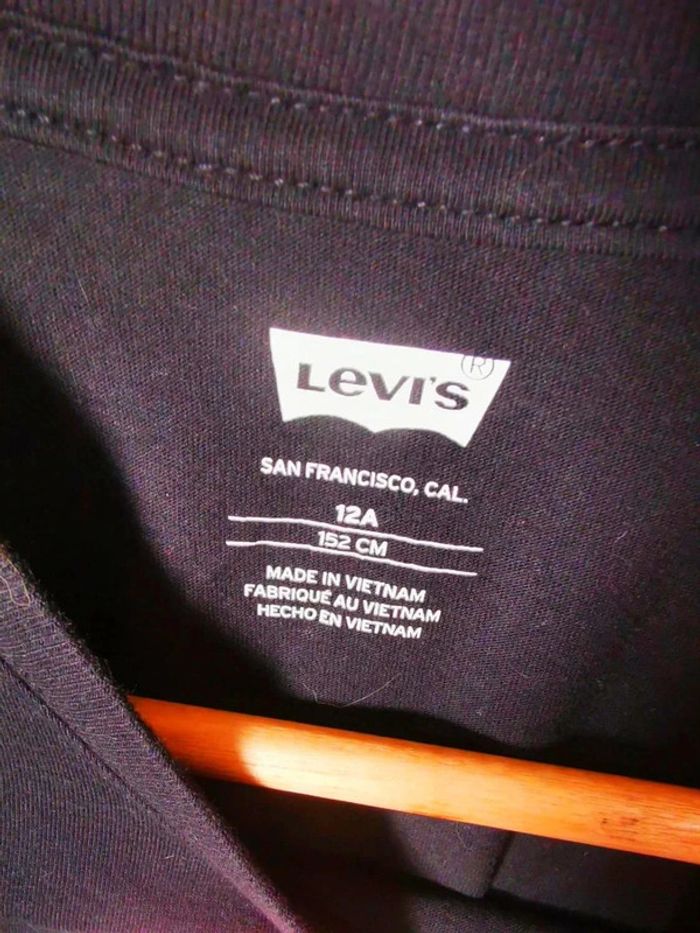 LEVI'S ®
SAN FRANCISCO, CAL.
12A
152 CM
MADE IN VIETNAM
FABRIQUÉ AU VIETNAM
HECHO EN VIETNAM